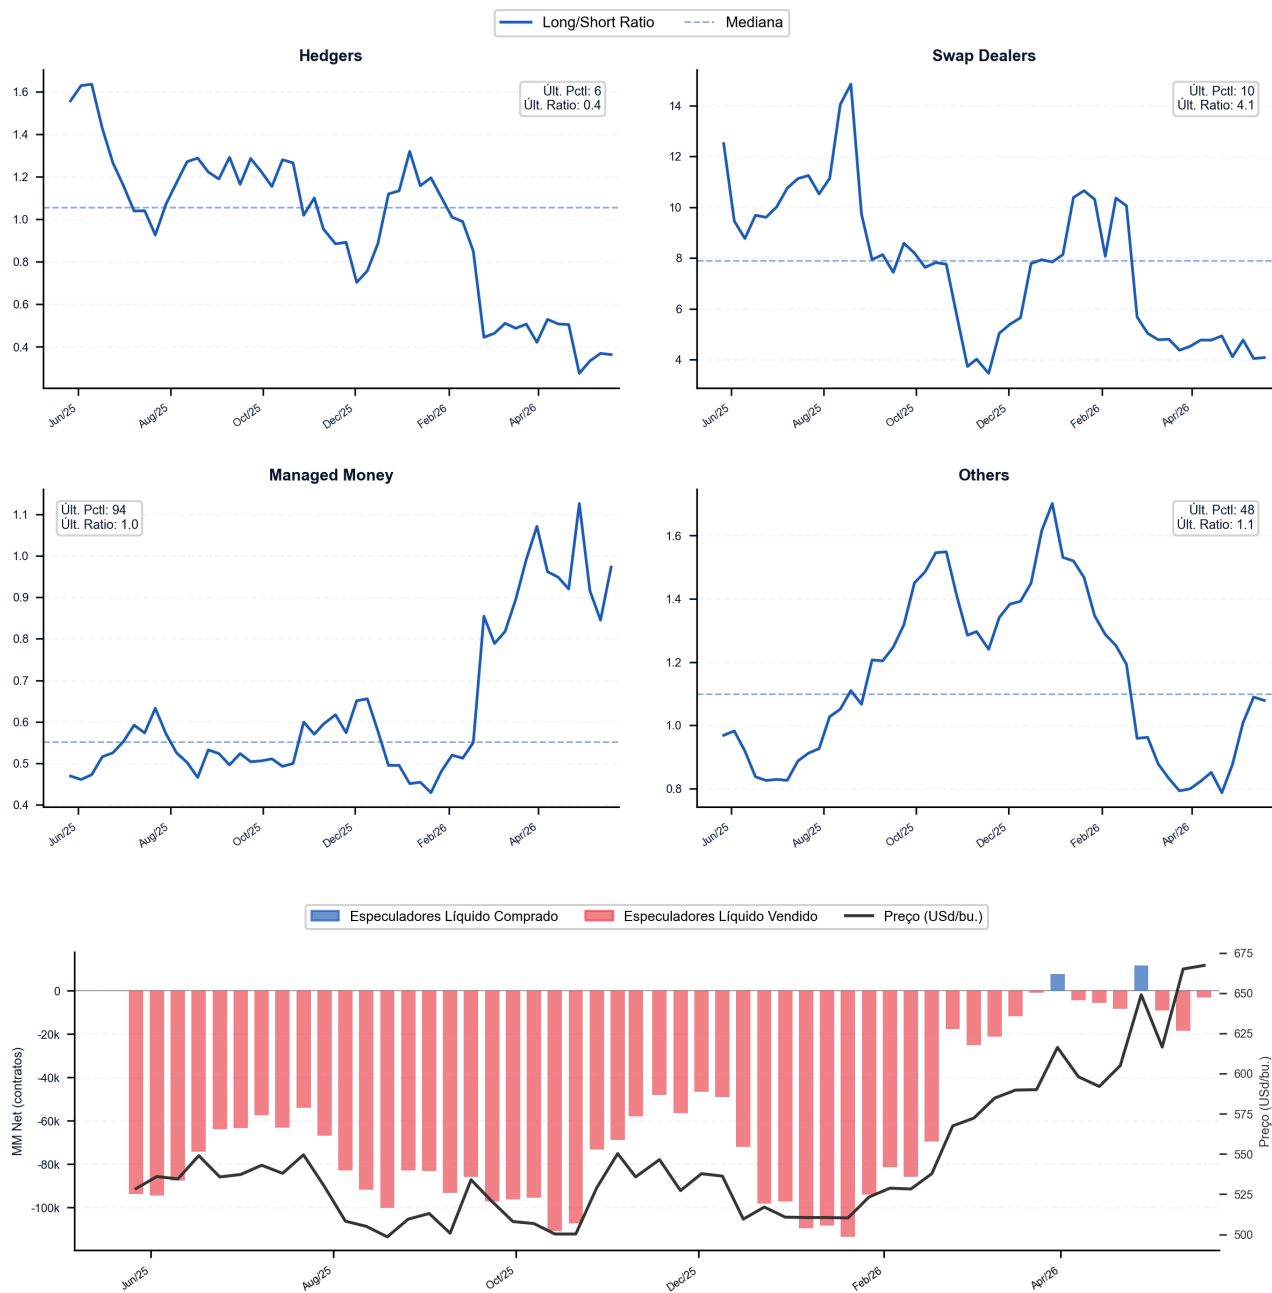 Long/Short Ratio Mediana
Hedgers
Últ. Pctl: 6
Últ. Ratio: 0.4
1.6
1.4
1.2
1.0
0.8
0.6
0.4
Jun/25 Aug/25 Oct/25 Dec/25 Feb/26 Apr/26
Swap Dealers
Últ. Pctl: 10
Últ. Ratio: 4.1
14
12
10
8
6
4
Jun/25 Aug/25 Oct/25 Dec/25 Feb/26 Apr/26
Managed Money
Últ. Pctl: 94
Últ. Ratio: 1.0
1.1
1.0
0.9
0.8
0.7
0.6
0.5
0.4
Jun/25 Aug/25 Oct/25 Dec/25 Feb/26 Apr/26
Others
Últ. Pctl: 48
Últ. Ratio: 1.1
1.6
1.4
1.2
1.0
0.8
Jun/25 Aug/25 Oct/25 Dec/25 Feb/26 Apr/26
Especuladores Líquido Comprado Especuladores Líquido Vendido Preço (USd/bu.)
MM Net (contratos)
0
-20k
-40k
-60k
-80k
-100k
675
650
625
600
575
550
525
500
Preço (USd/bu.)
Jun/25 Aug/25 Oct/25 Dec/25 Feb/26 Apr/26